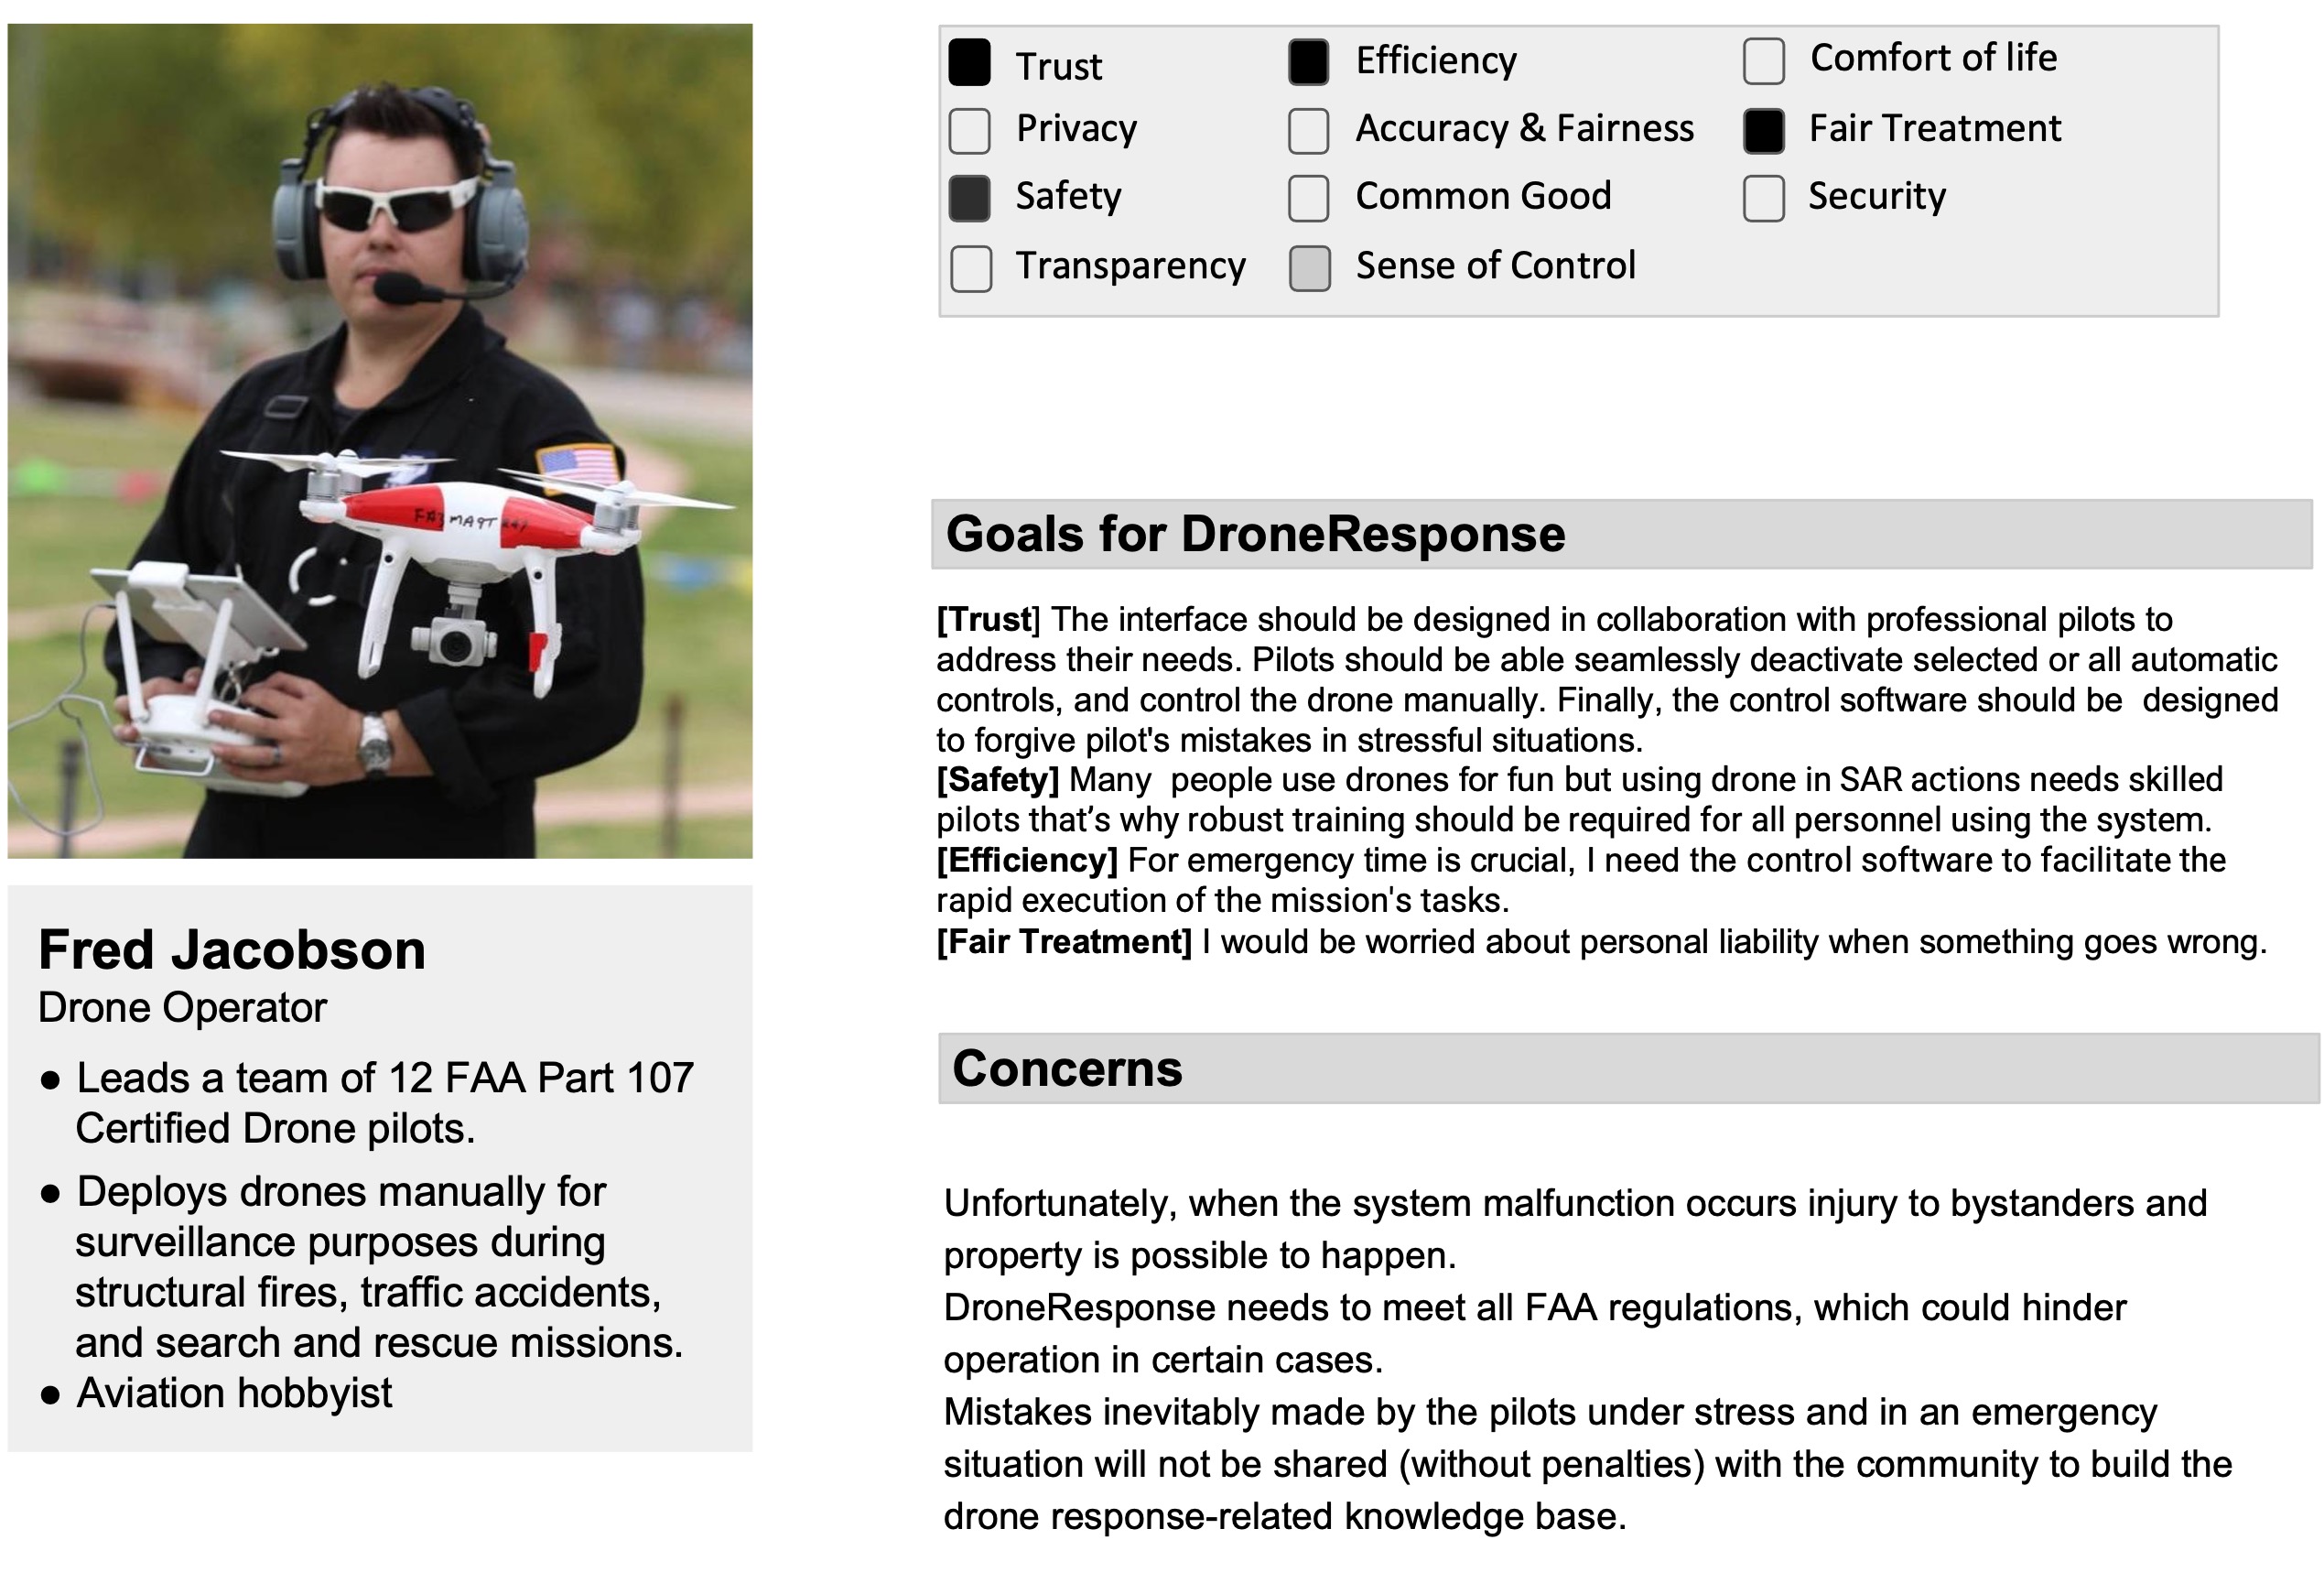 Trust
Efficiency
Comfort of life
Privacy
Accuracy & Fairness
Fair Treatment
Safety
Common Good
Security
Transparency
Sense of Control
Goals for DroneResponse
[Trust] The interface should be designed in collaboration with professional pilots to
address their needs. Pilots should be able seamlessly deactivate selected or all automatic
controls, and control the drone manually. Finally, the control software should be designed
to forgive pilot's mistakes in stressful situations.
[Safety] Many people use drones for fun but using drone in SAR actions needs skilled
pilots that’s why robust training should be required for all personnel using the system.
[Efficiency] For emergency time is crucial, I need the control software to facilitate the
rapid execution of the mission's tasks.
[Fair Treatment] I would be worried about personal liability when something goes wrong.
Fred Jacobson
Drone Operator
● Leads a team of 12 FAA Part 107
Certified Drone pilots.
● Deploys drones manually for
surveillance purposes during
structural fires, traffic accidents,
and search and rescue missions.
● Aviation hobbyist
Concerns
Unfortunately, when the system malfunction occurs injury to bystanders and
property is possible to happen.
DroneResponse needs to meet all FAA regulations, which could hinder
operation in certain cases.
Mistakes inevitably made by the pilots under stress and in an emergency
situation will not be shared (without penalties) with the community to build the
drone response-related knowledge base.